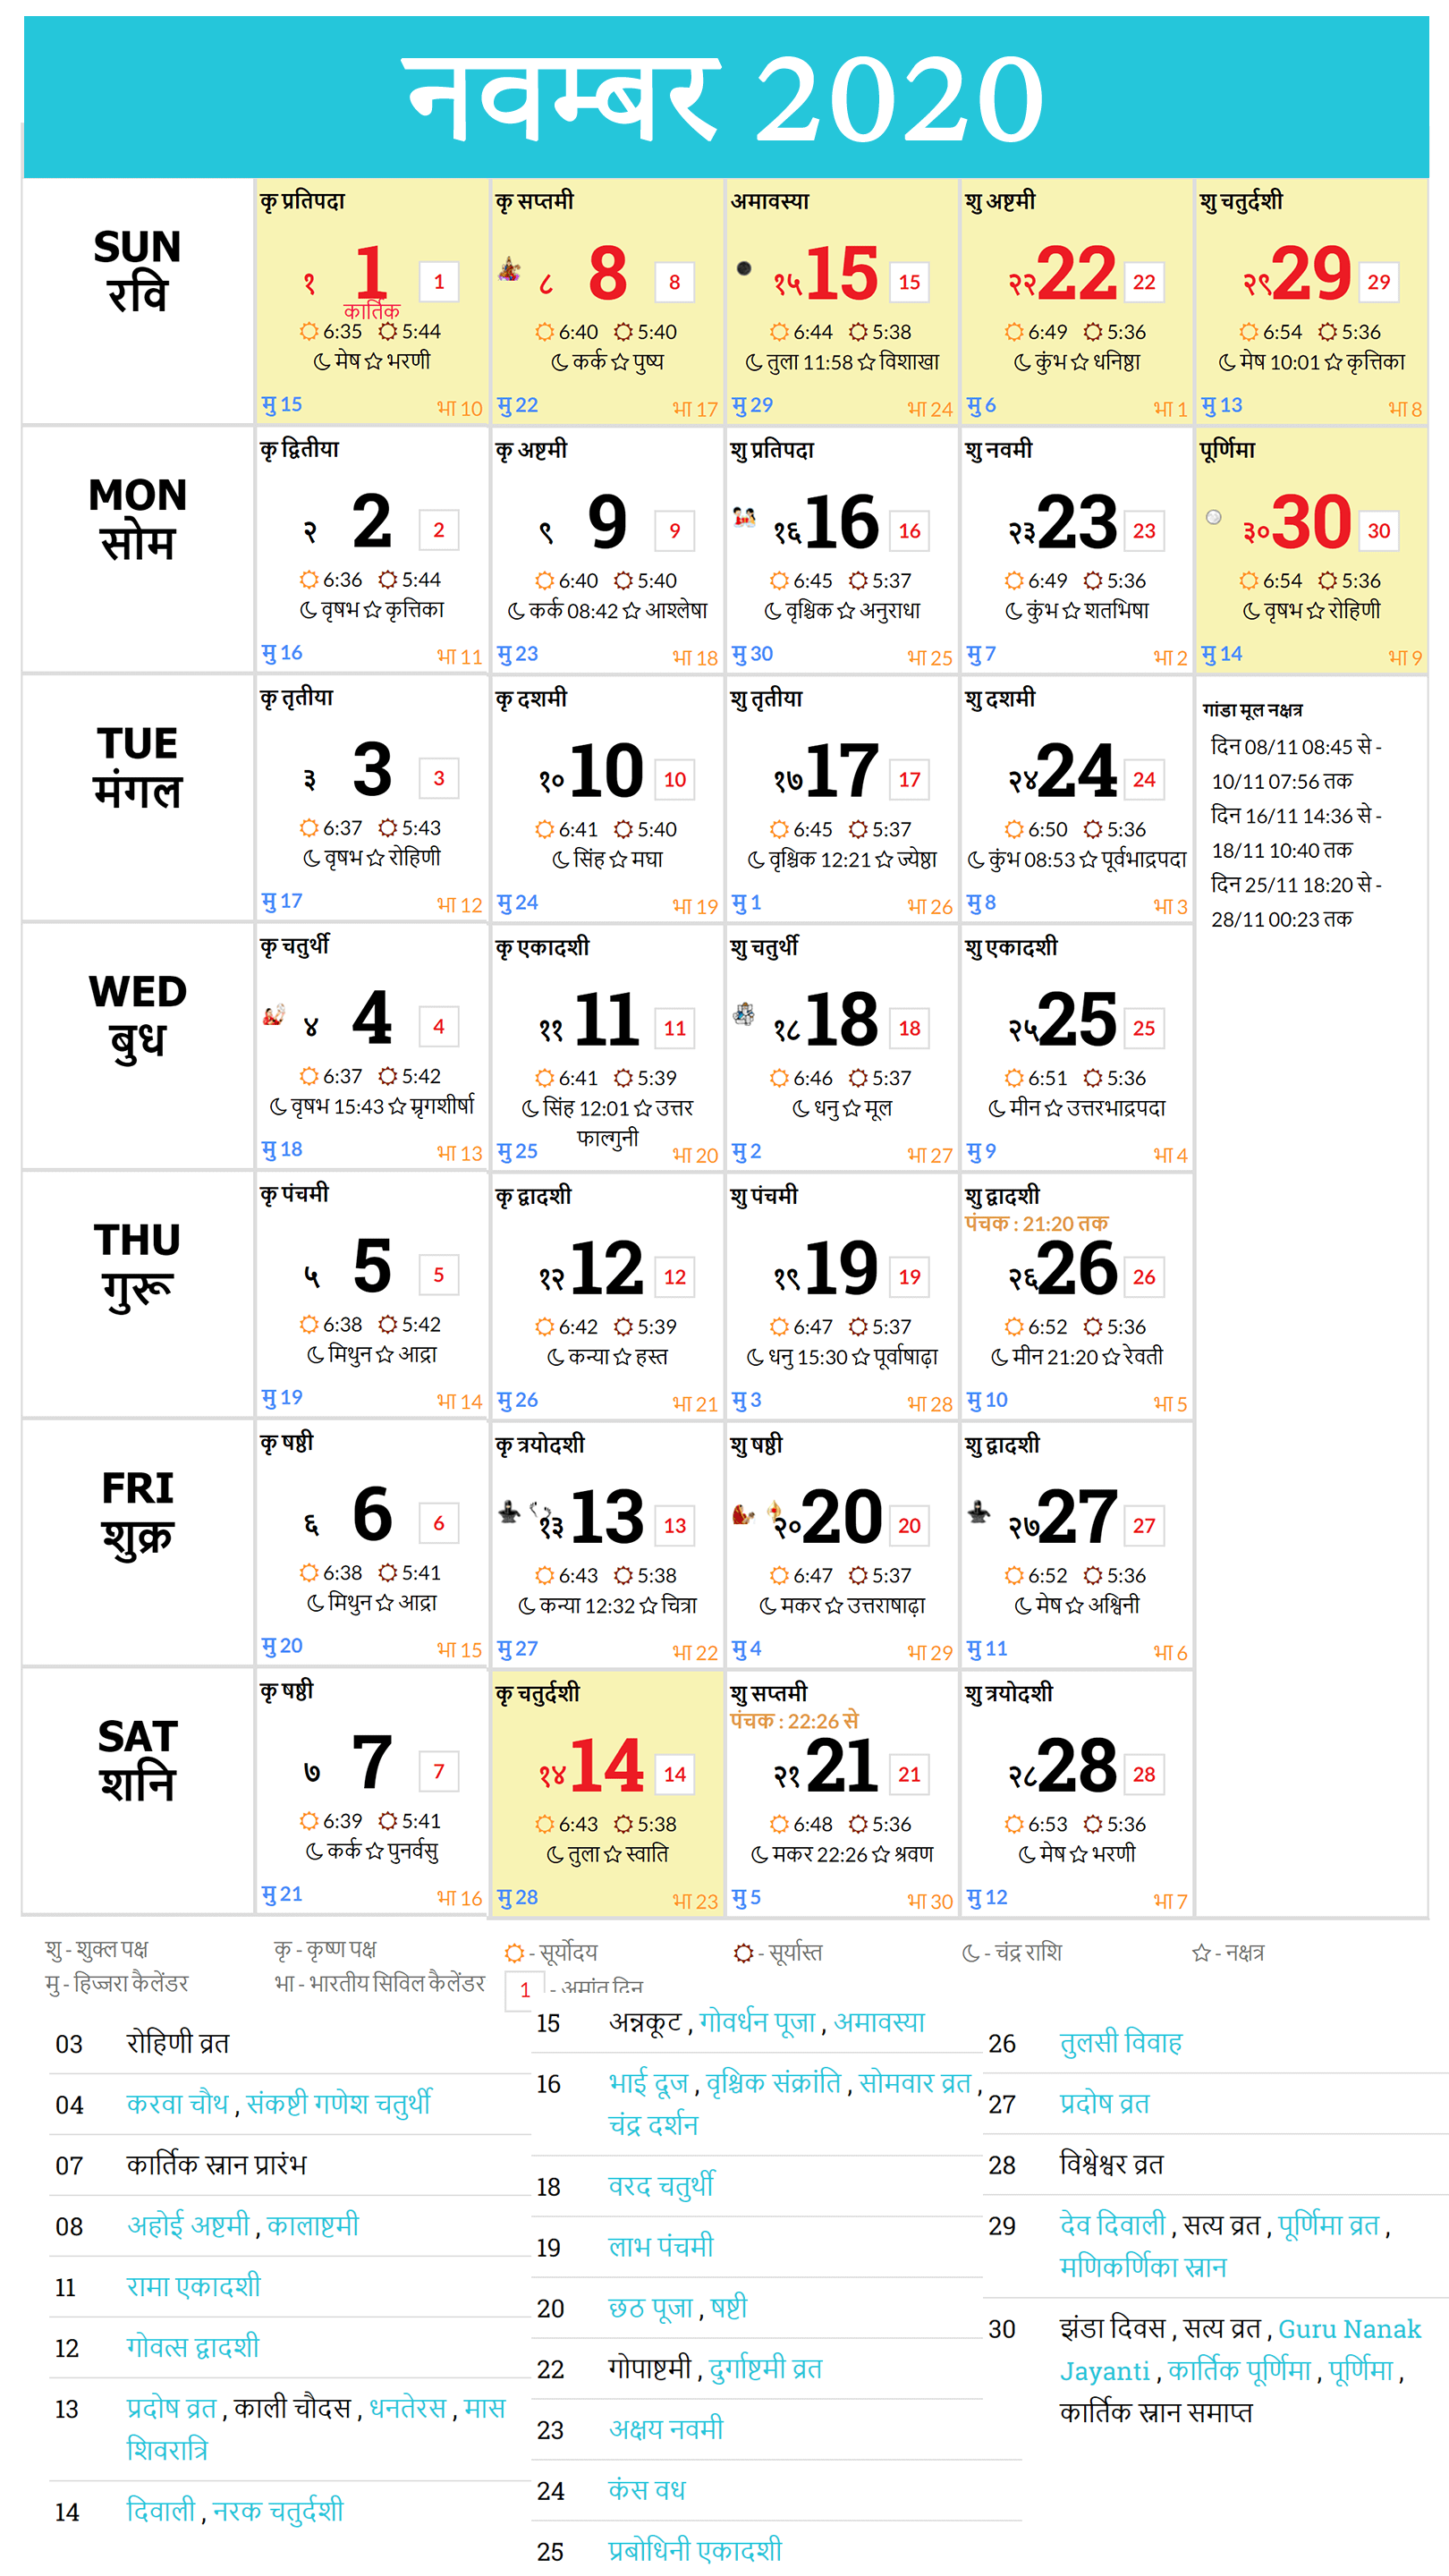 नवम्बर 2020
SUN
रवि
कृ प्रतिपदा
१ 1 1
कार्तिक
6:35 5:44
मेष भरणी
मु 15 भा 10
कृ सप्तमी
८ 8 8
6:40 5:40
कर्क पुष्य
मु 22 भा 17
अमावस्या
१५ 15 15
6:44 5:38
तुला 11:58 विशाखा
मु 29 भा 24
शु अष्टमी
२२ 22 22
6:49 5:36
कुंभ धनिष्ठा
मु 6 भा 1
शु चतुर्दशी
२९ 29 29
6:54 5:36
मेष 10:01 कृत्तिका
मु 13 भा 8
MON
सोम
कृ द्वितीया
२ 2 2
6:36 5:44
वृषभ कृत्तिका
मु 16 भा 11
कृ अष्टमी
९ 9 9
6:40 5:40
कर्क 08:42 आश्लेषा
मु 23 भा 18
शु प्रतिपदा
१६ 16 16
6:45 5:37
वृश्चिक अनुराधा
मु 30 भा 25
शु नवमी
२३ 23 23
6:49 5:36
कुंभ शतभिषा
मु 7 भा 2
पूर्णिमा
३० 30 30
6:54 5:36
वृषभ रोहिणी
मु 14 भा 9
TUE
मंगल
कृ तृतीया
३ 3 3
6:37 5:43
वृषभ रोहिणी
मु 17 भा 12
कृ दशमी
१० 10 10
6:41 5:40
सिंह मघा
मु 24 भा 19
शु तृतीया
१७ 17 17
6:45 5:37
वृश्चिक 12:21 ज्येष्ठा
मु 1 भा 26
शु दशमी
२४ 24 24
6:50 5:36
कुंभ 08:53 पूर्वभाद्रपदा
मु 8 भा 3
गांडा मूल नक्षत्र
दिन 08/11 08:45 से -
10/11 07:56 तक
दिन 16/11 14:36 से -
18/11 10:40 तक
दिन 25/11 18:20 से -
28/11 00:23 तक
WED
बुध
कृ चतुर्थी
४ 4 4
6:37 5:42
वृषभ 15:43 म्रृगशीर्षा
मु 18 भा 13
कृ एकादशी
११ 11 11
6:41 5:39
सिंह 12:01 उत्तर
फाल्गुनी
मु 25 भा 20
शु चतुर्थी
१८ 18 18
6:46 5:37
धनु मूल
मु 2 भा 27
शु एकादशी
२५ 25 25
6:51 5:36
मीन उत्तरभाद्रपदा
मु 9 भा 4
THU
गुरू
कृ पंचमी
५ 5 5
6:38 5:42
मिथुन आद्रा
मु 19 भा 14
कृ द्वादशी
१२ 12 12
6:42 5:39
कन्या हस्त
मु 26 भा 21
शु पंचमी
१९ 19 19
6:47 5:37
धनु 15:30 पूर्वाषाढ़ा
मु 3 भा 28
शु द्वादशी
पंचक : 21:20 तक
२६ 26 26
6:52 5:36
मीन 21:20 रेवती
मु 10 भा 5
FRI
शुक्र
कृ षष्ठी
६ 6 6
6:38 5:41
मिथुन आद्रा
मु 20 भा 15
कृ त्रयोदशी
१३ 13 13
6:43 5:38
कन्या 12:32 चित्रा
मु 27 भा 22
शु षष्ठी
२० 20 20
6:47 5:37
मकर उत्तराषाढ़ा
मु 4 भा 29
शु द्वादशी
२७ 27 27
6:52 5:36
मेष अश्विनी
मु 11 भा 6
SAT
शनि
कृ षष्ठी
७ 7 7
6:39 5:41
कर्क पुनर्वसु
मु 21 भा 16
कृ चतुर्दशी
१४ 14 14
6:43 5:38
तुला स्वाति
मु 28 भा 23
शु सप्तमी
पंचक : 22:26 से
२१ 21 21
6:48 5:36
मकर 22:26 श्रवण
मु 5 भा 30
शु त्रयोदशी
२८ 28 28
6:53 5:36
मेष भरणी
मु 12 भा 7
शु - शुक्ल पक्ष कृ - कृष्ण पक्ष - सूर्योदय - सूर्यास्त - चंद्र राशि - नक्षत्र
मु - हिज्जरा कैलेंडर भा - भारतीय सिविल कैलेंडर 1 - अमांत दिन
03 रोहिणी व्रत
04 करवा चौथ , संकष्टी गणेश चतुर्थी
07 कार्तिक स्नान प्रारंभ
08 अहोई अष्टमी , कालाष्टमी
11 रामा एकादशी
12 गोवत्स द्वादशी
13 प्रदोष व्रत , काली चौदस , धनतेरस , मास
शिवरात्रि
14 दिवाली , नरक चतुर्दशी
15 अन्नकूट , गोवर्धन पूजा , अमावस्या
16 भाई दूज , वृश्चिक संक्रांति , सोमवार व्रत ,
चंद्र दर्शन
18 वरद चतुर्थी
19 लाभ पंचमी
20 छठ पूजा , षष्टी
22 गोपाष्टमी , दुर्गाष्टमी व्रत
23 अक्षय नवमी
24 कंस वध
25 प्रबोधिनी एकादशी
26 तुलसी विवाह
27 प्रदोष व्रत
28 विश्वेश्वर व्रत
29 देव दिवाली , सत्य व्रत , पूर्णिमा व्रत ,
मणिकर्णिका स्नान
30 झंडा दिवस , सत्य व्रत , Guru Nanak
Jayanti , कार्तिक पूर्णिमा , पूर्णिमा ,
कार्तिक स्नान समाप्त